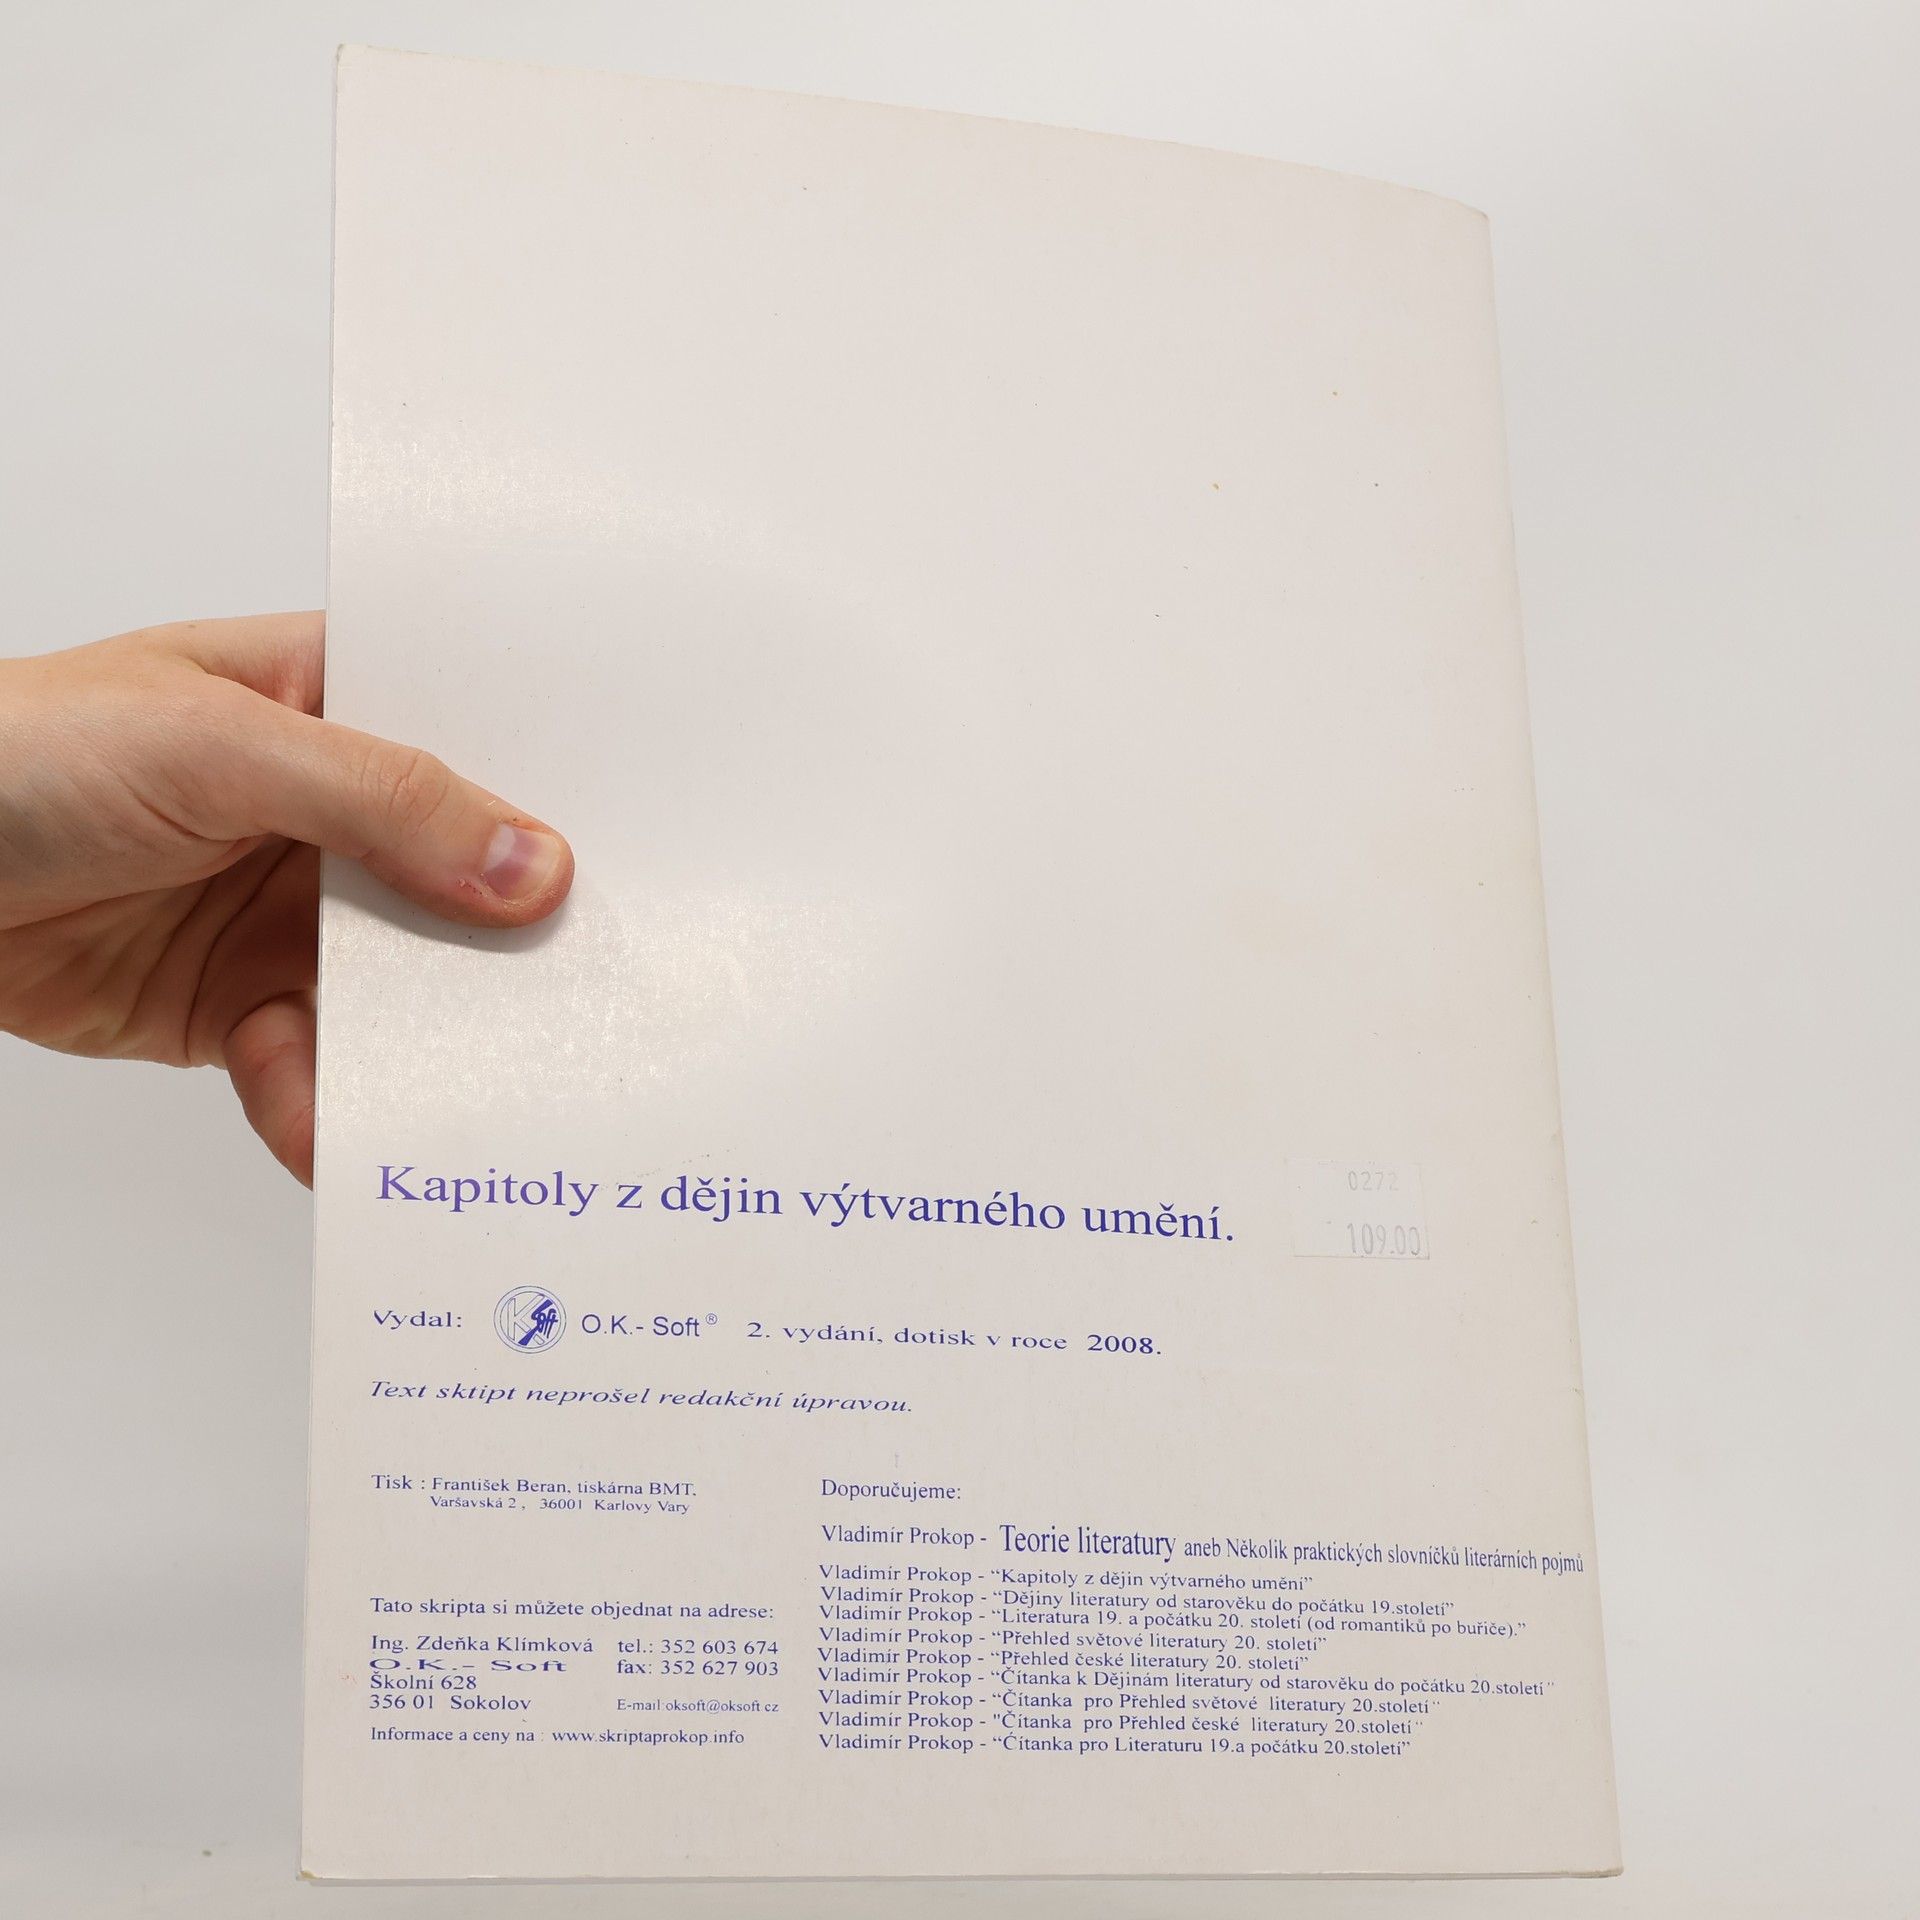 Kapitoly z dějin výtvarného umění.
0272
109.00
Vydal: K Soft O.K.- Soft ® 2. vydání, dotisk v roce 2008.
Text sktipt neprošel redakční úpravou.
Tisk : František Beran, tiskárna BMT,
Varšavská 2 , 36001 Karlovy Vary
Tato skripta si můžete objednat na adrese:
Ing. Zdeňka Klímková tel.: 352 603 674
O.K.- Soft fax: 352 627 903
Školní 628
356 01 Sokolov E-mail:oksoft@oksoft.cz
Informace a ceny na : www.skriptaprokop.info
Doporučujeme:
Vladimír Prokop - Teorie literatury aneb Několik praktických slovníčků literárních pojmů
Vladimír Prokop - “Kapitoly z dějin výtvarného umění”
Vladimír Prokop - “Dějiny literatury od starověku do počátku 19.století”
Vladimír Prokop - “Literatura 19. a počátku 20. století (od romantiků po buřiče).”
Vladimír Prokop - “Přehled světové literatury 20. století”
Vladimír Prokop - “Přehled české literatury 20. století”
Vladimír Prokop - “Čítanka k Dějinám literatury od starověku do počátku 20.století”
Vladimír Prokop - “Čítanka pro Přehled světové literatury 20.století“
Vladimír Prokop - "Čítanka pro Přehled české literatury 20.století“
Vladimír Prokop - “Čítanka pro Literaturu 19.a počátku 20.století”